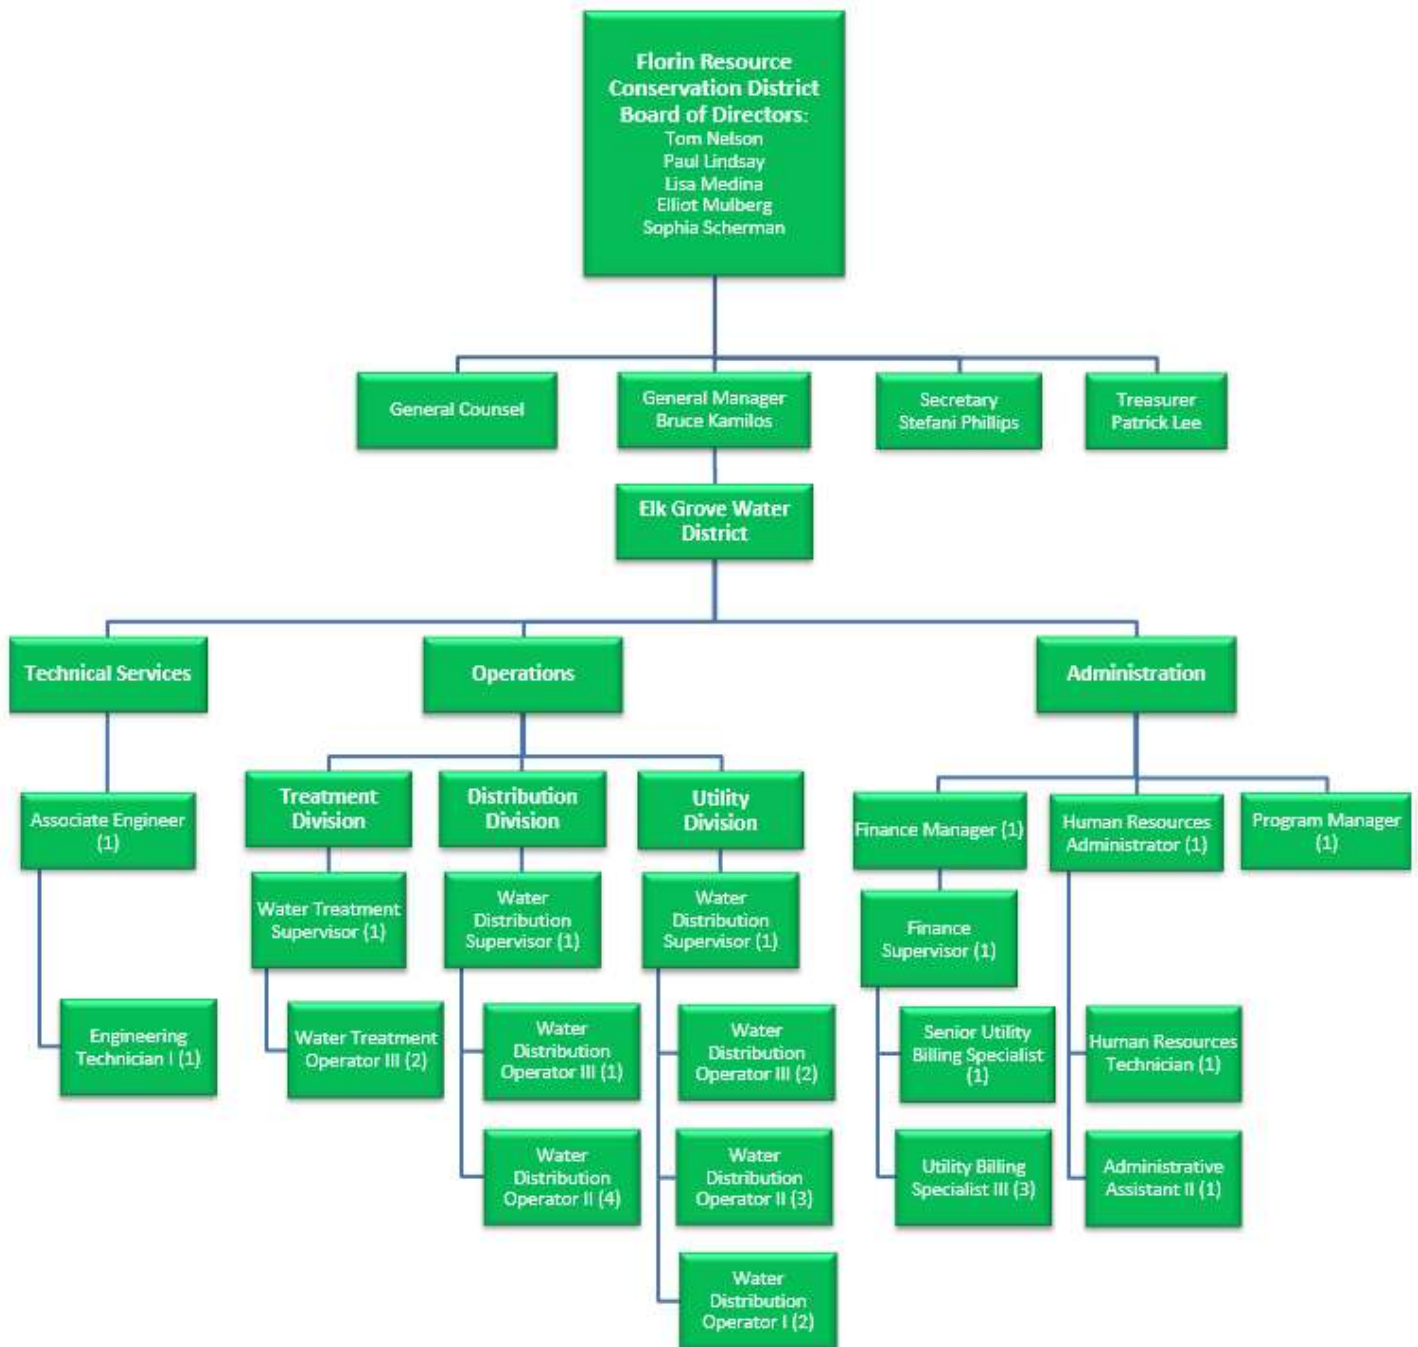 Florin Resource
Conservation District
Board of Directors:
Tom Nelson
Paul Lindsay
Lisa Medina
Elliot Mulberg
Sophia Scherman
General Counsel
General Manager
Bruce Kamilos
Secretary
Stefani Phillips
Treasurer
Patrick Lee
Elk Grove Water
District
Technical Services
Operations
Administration
Associate Engineer
(1)
Engineering
Technician I (1)
Treatment
Division
Water Treatment
Supervisor (1)
Water Treatment
Operator III (2)
Distribution
Division
Water
Distribution
Supervisor (1)
Water
Distribution
Operator III (1)
Water
Distribution
Operator II (4)
Utility
Division
Water
Distribution
Supervisor (1)
Water
Distribution
Operator III (2)
Water
Distribution
Operator II (3)
Water
Distribution
Operator I (2)
Finance Manager (1)
Finance
Supervisor (1)
Senior Utility
Billing Specialist
(1)
Utility Billing
Specialist III (3)
Human Resources
Administrator (1)
Human Resources
Technician (1)
Administrative
Assistant II (1)
Program Manager
(1)